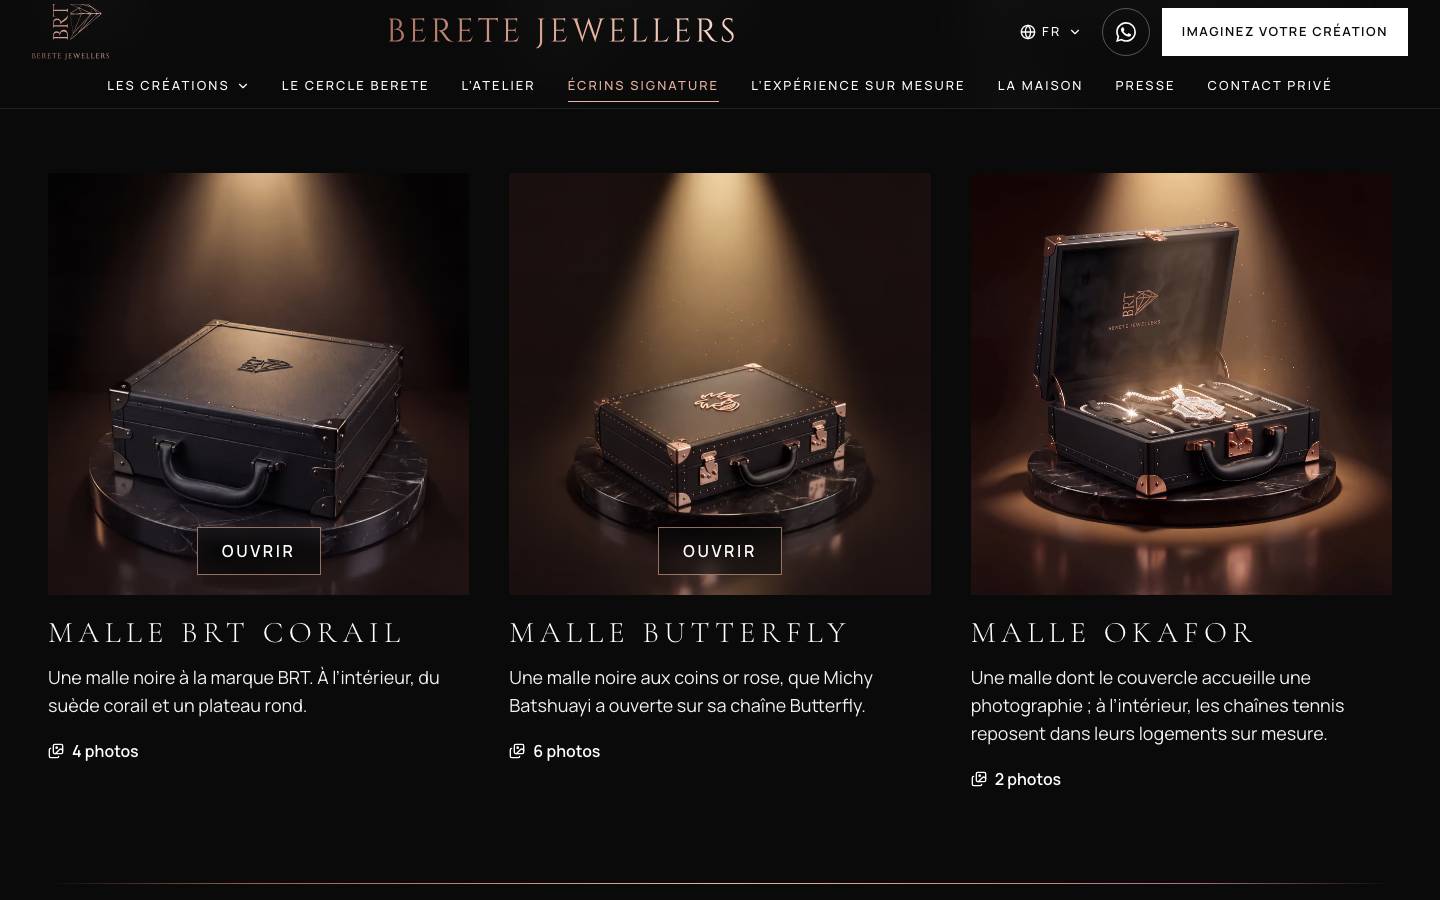 BRT
BERETE JEWELLERS
BERETE JEWELLERS
FR
IMAGINEZ VOTRE CRÉATION
LES CRÉATIONS
LE CERCLE BERETE
L'ATELIER
ÉCRINS SIGNATURE
L'EXPÉRIENCE SUR MESURE
LA MAISON
PRESSE
CONTACT PRIVÉ
BRT
BERETE JEWELLERS
OUVRIR
OUVRIR
MALLE BRT CORAIL
Une malle noire à la marque BRT. À l’intérieur, du
suède corail et un plateau rond.
4 photos
MALLE BUTTERFLY
Une malle noire aux coins or rose, que Michy
Batshuayi a ouverte sur sa chaîne Butterfly.
6 photos
MALLE OKAFOR
Une malle dont le couvercle accueille une
photographie ; à l’intérieur, les chaînes tennis
reposent dans leurs logements sur mesure.
2 photos